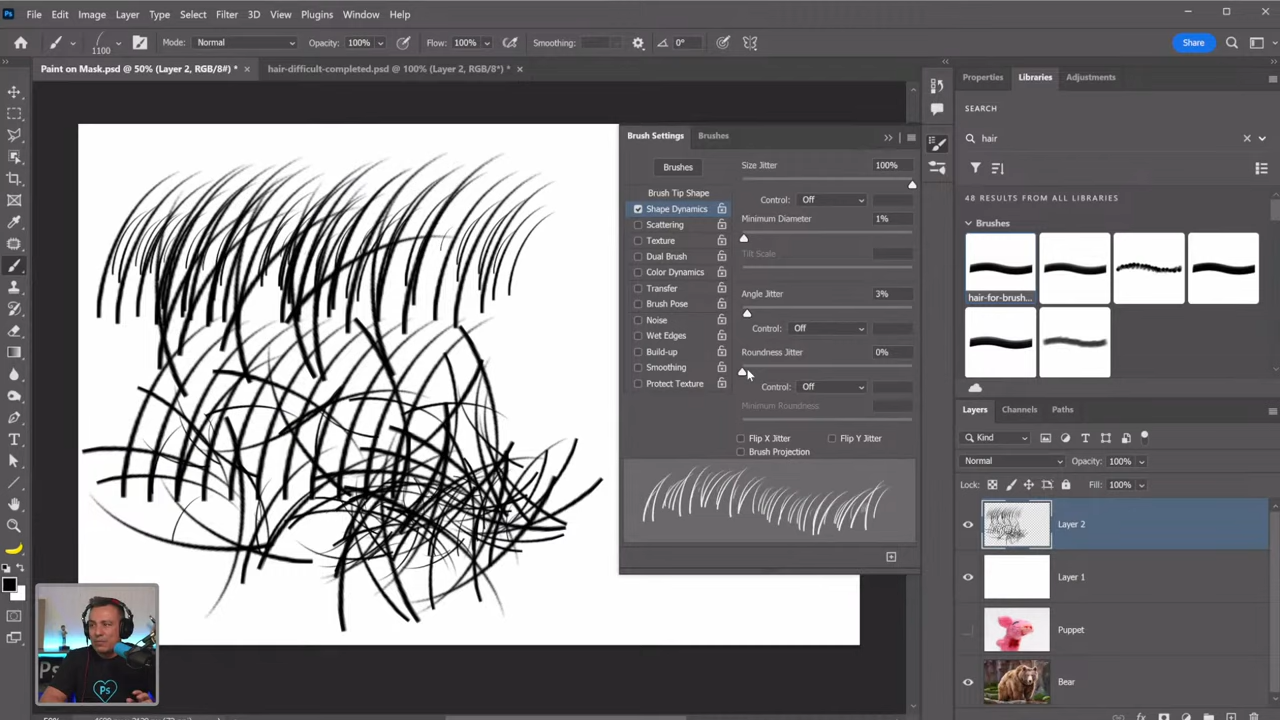 Ps File Edit Image Layer Type Select Filter 3D View Plugins Window Help
1100 Mode: Normal Opacity: 100% Flow: 100% Smoothing: 0° Share
Paint on Mask.psd @ 50% (Layer 2, RGB/8#) * × hair-difficult-completed.psd @ 100% (Layer 2, RGB/8*) * ×
Properties Libraries Adjustments
SEARCH
hair
48 RESULTS FROM ALL LIBRARIES
Brushes
hair-for-brush...
Brush Settings Brushes
Brushes
Brush Tip Shape
Shape Dynamics
Scattering
Texture
Dual Brush
Color Dynamics
Transfer
Brush Pose
Noise
Wet Edges
Build-up
Smoothing
Protect Texture
Size Jitter 100%
Control: Off
Minimum Diameter 1%
Tilt Scale
Angle Jitter 3%
Control: Off
Roundness Jitter 0%
Control: Off
Minimum Roundness
Flip X Jitter Flip Y Jitter
Brush Projection
Layers Channels Paths
Kind
Normal Opacity: 100%
Lock: Fill: 100%
Layer 2
Layer 1
Puppet
Bear
Ps
Ps